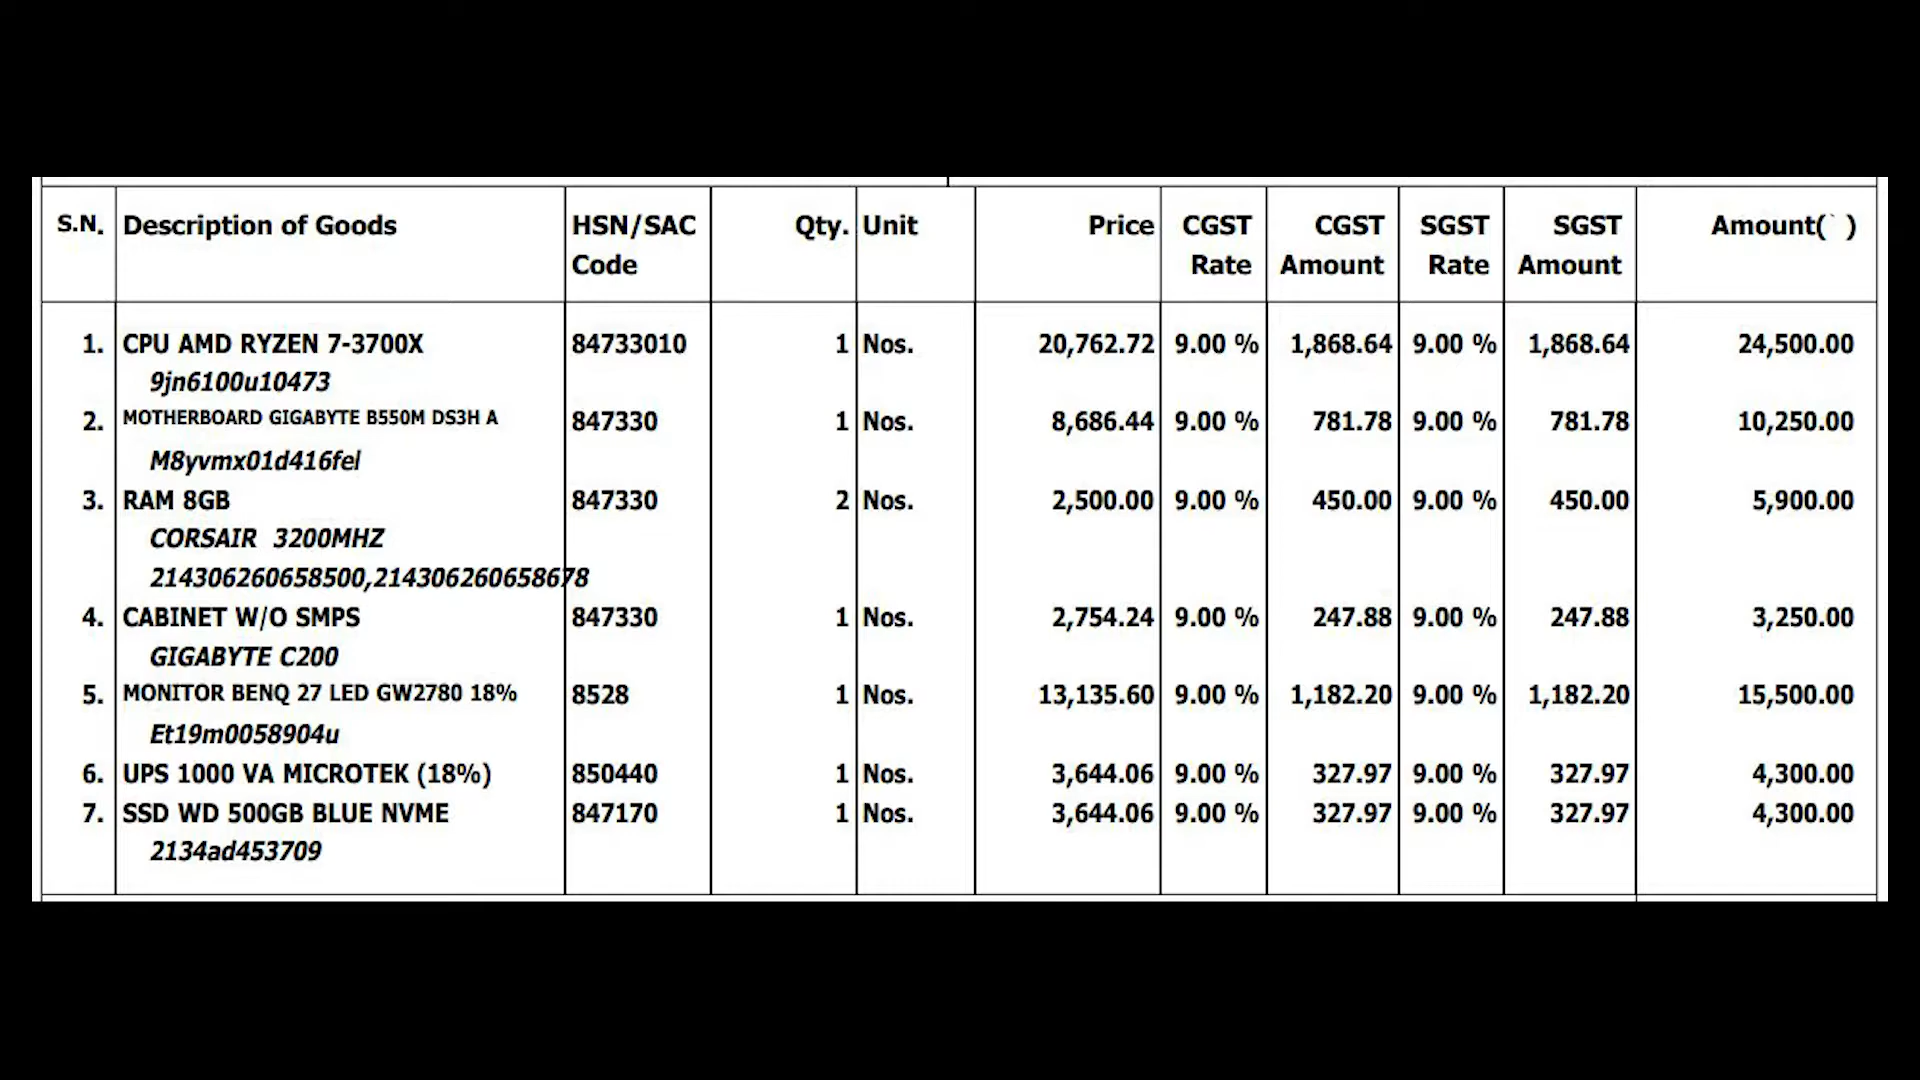 S.N. Description of Goods HSN/SAC Code Qty. Unit Price CGST Rate CGST Amount SGST Rate SGST Amount Amount(` )
1. CPU AMD RYZEN 7-3700X 84733010 1 Nos. 20,762.72 9.00 % 1,868.64 9.00 % 1,868.64 24,500.00
9jn6100u10473
2. MOTHERBOARD GIGABYTE B550M DS3H A 847330 1 Nos. 8,686.44 9.00 % 781.78 9.00 % 781.78 10,250.00
M8yvmx01d416fel
3. RAM 8GB 847330 2 Nos. 2,500.00 9.00 % 450.00 9.00 % 450.00 5,900.00
CORSAIR 3200MHZ
214306260658500,214306260658678
4. CABINET W/O SMPS 847330 1 Nos. 2,754.24 9.00 % 247.88 9.00 % 247.88 3,250.00
GIGABYTE C200
5. MONITOR BENQ 27 LED GW2780 18% 8528 1 Nos. 13,135.60 9.00 % 1,182.20 9.00 % 1,182.20 15,500.00
Et19m0058904u
6. UPS 1000 VA MICROTEK (18%) 850440 1 Nos. 3,644.06 9.00 % 327.97 9.00 % 327.97 4,300.00
7. SSD WD 500GB BLUE NVME 847170 1 Nos. 3,644.06 9.00 % 327.97 9.00 % 327.97 4,300.00
2134ad453709